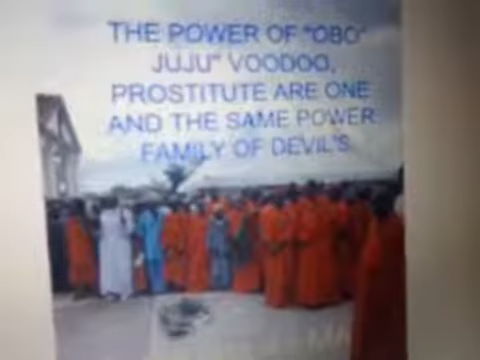 THE POWER OF "OBO"
JUJU" VOODOO,
PROSTITUTE ARE ONE
AND THE SAME POWER
FAMILY OF DEVIL'S